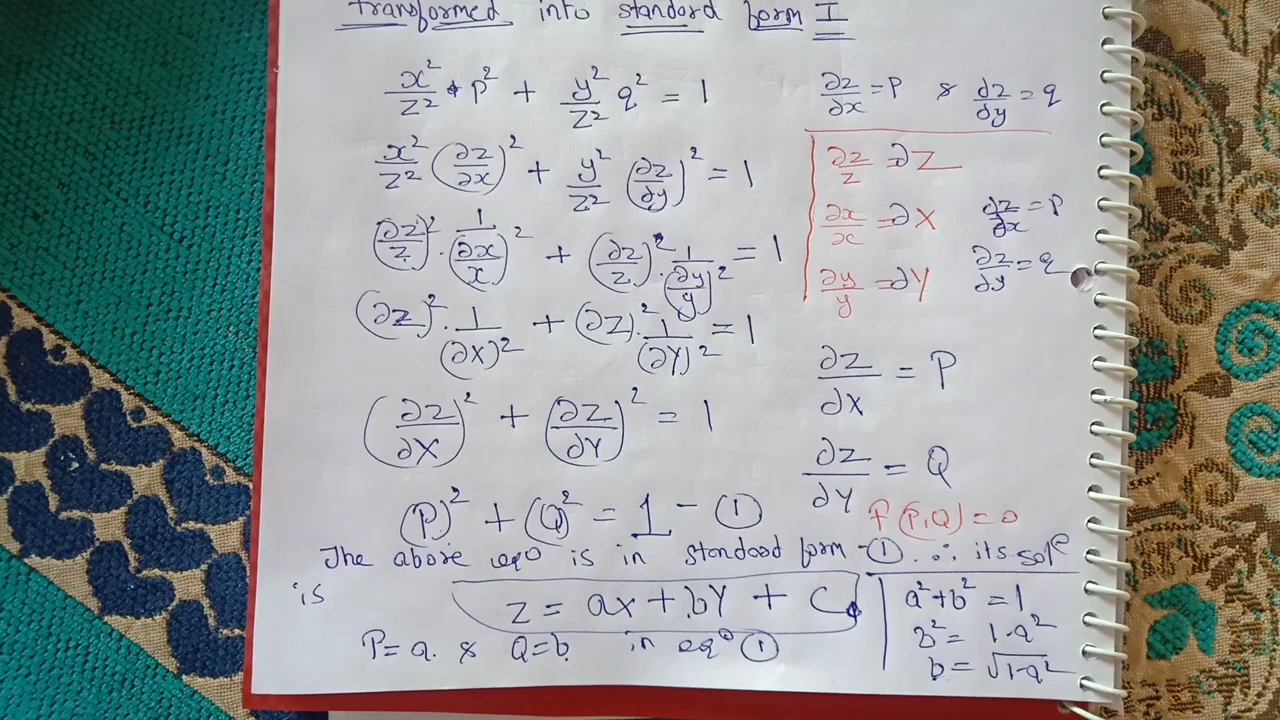 transformed into standard form I
x²/z² p² + y²/z² q² = 1
∂z/∂x = p & ∂z/∂y = q
x²/z² (∂z/∂x)² + y²/z² (∂z/∂y)² = 1
∂z/z = ∂Z
(∂z/z)² · 1/(∂x/x)² + (∂z/z)² · 1/(∂y/y)² = 1
∂x/x = ∂X
∂z/∂x = p
∂y/y = ∂Y
∂z/∂y = q
(∂Z)² · 1/(∂X)² + (∂Z)² · 1/(∂Y)² = 1
∂Z/∂X = P
(∂Z/∂X)² + (∂Z/∂Y)² = 1
∂Z/∂Y = Q
(P)² + (Q)² = 1 - ①
f(P,Q) = 0
The above eqn is in standard form - ① . ∴ its soln
is
z = ax + bY + C
a² + b² = 1
b² = 1-a²
P = a. & Q = b. in eqn ①
b = √1-a²